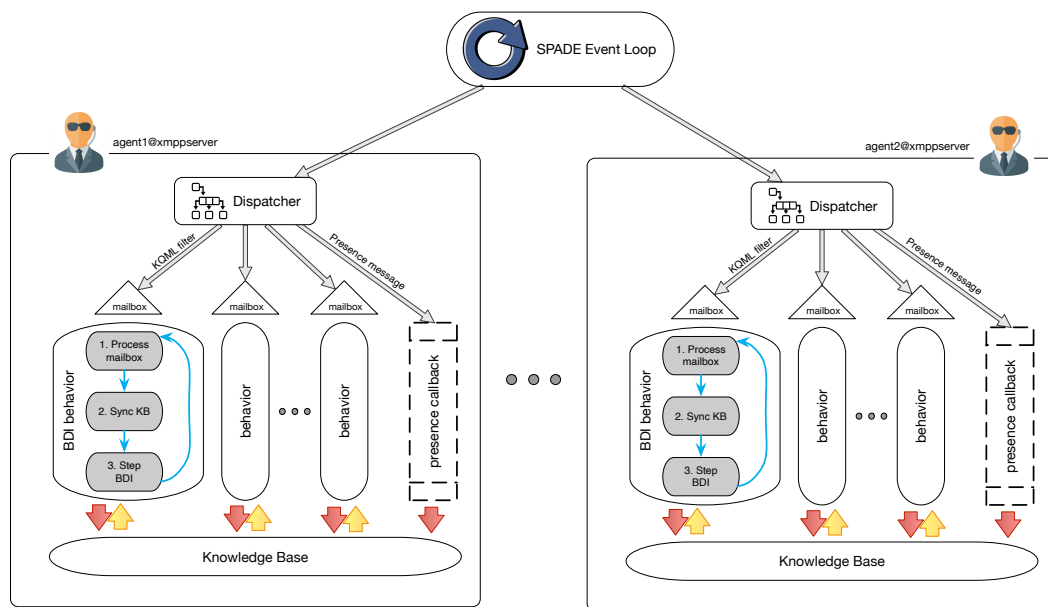 SPADE Event Loop
agent1@xmppserver
Dispatcher
KQML filter
Presence message
mailbox
mailbox
mailbox
BDI behavior
1. Process
mailbox
2. Sync KB
3. Step
BDI
behavior
behavior
presence callback
Knowledge Base
agent2@xmppserver
Dispatcher
KQML filter
Presence message
mailbox
mailbox
mailbox
BDI behavior
1. Process
mailbox
2. Sync KB
3. Step
BDI
behavior
behavior
presence callback
Knowledge Base